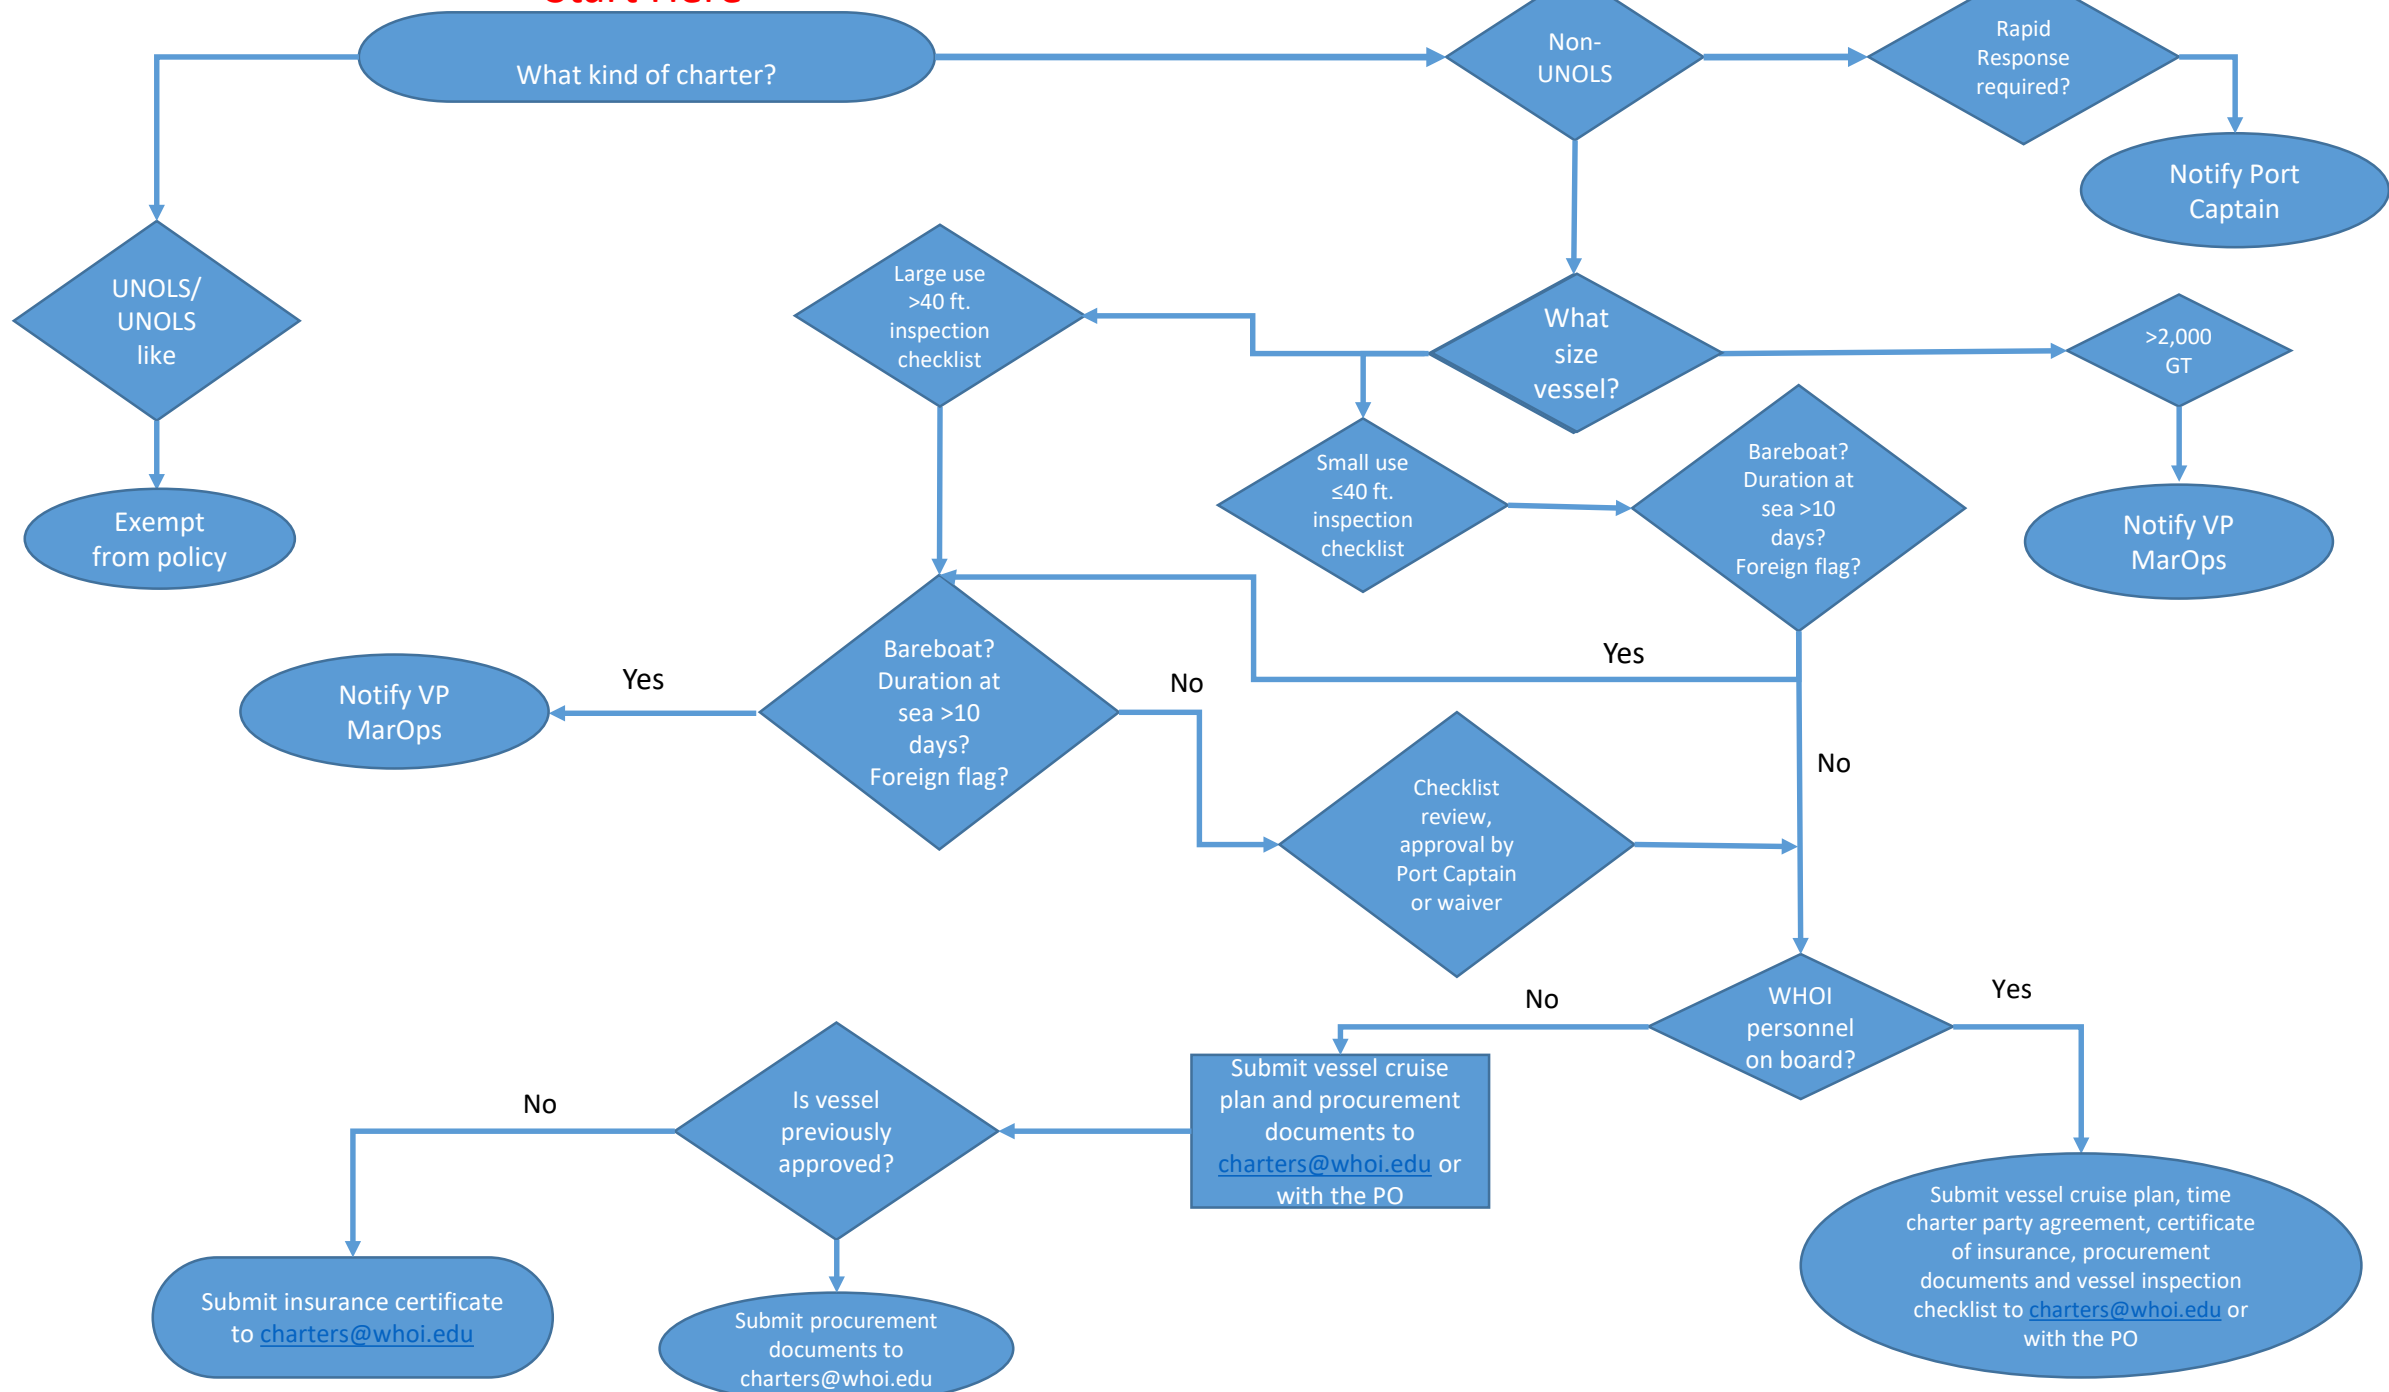 Start Here
What kind of charter?
Non-
UNOLS
Rapid
Response
required?
Notify Port
Captain
UNOLS/
UNOLS
like
Exempt
from policy
Large use
>40 ft.
inspection
checklist
What
size
vessel?
>2,000
GT
Small use
≤40 ft.
inspection
checklist
Bareboat?
Duration at
sea >10
days?
Foreign flag?
Notify VP
MarOps
Bareboat?
Duration at
sea >10
days?
Foreign flag?
Yes
Notify VP
MarOps
Yes
No
No
Checklist
review,
approval by
Port Captain
or waiver
WHOI
personnel
on board?
No
Yes
Submit vessel cruise
plan and procurement
documents to
charters@whoi.edu or
with the PO
Is vessel
previously
approved?
No
Submit insurance certificate
to charters@whoi.edu
Submit procurement
documents to
charters@whoi.edu
Submit vessel cruise plan, time
charter party agreement, certificate
of insurance, procurement
documents and vessel inspection
checklist to charters@whoi.edu or
with the PO